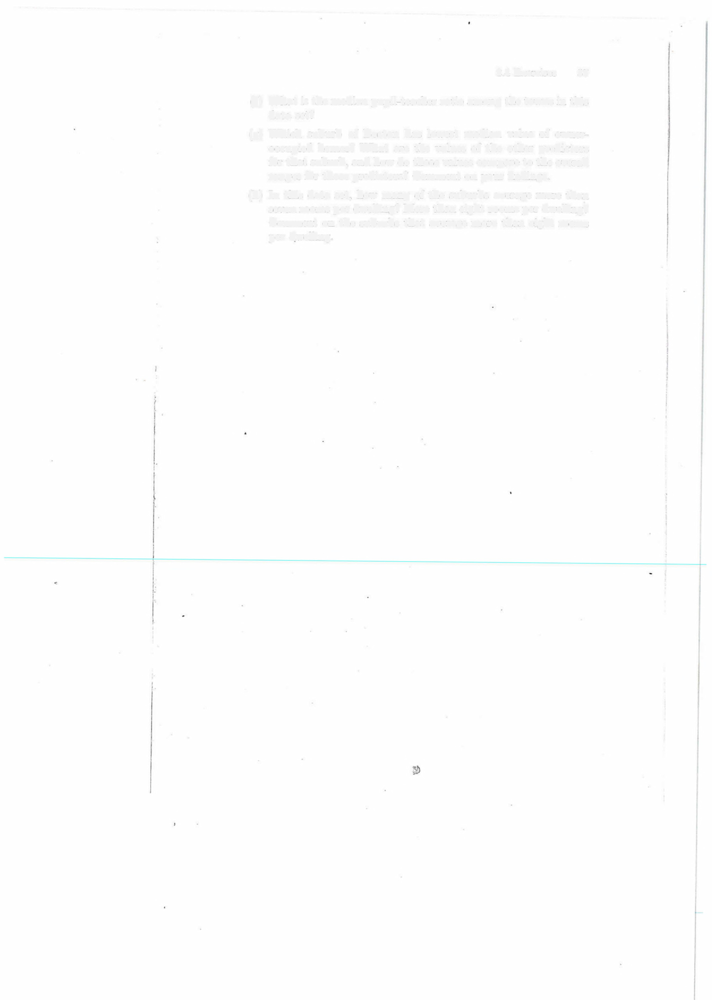 2.4 Exercises 57
(f) What is the median pupil-teacher ratio among the towns in this
data set?
(g) Which suburb of Boston has lowest median value of owner-
occupied homes? What are the values of the other predictors
for that suburb, and how do those values compare to the overall
ranges for those predictors? Comment on your findings.
(h) In this data set, how many of the suburbs average more than
seven rooms per dwelling? More than eight rooms per dwelling?
Comment on the suburbs that average more than eight rooms
per dwelling.